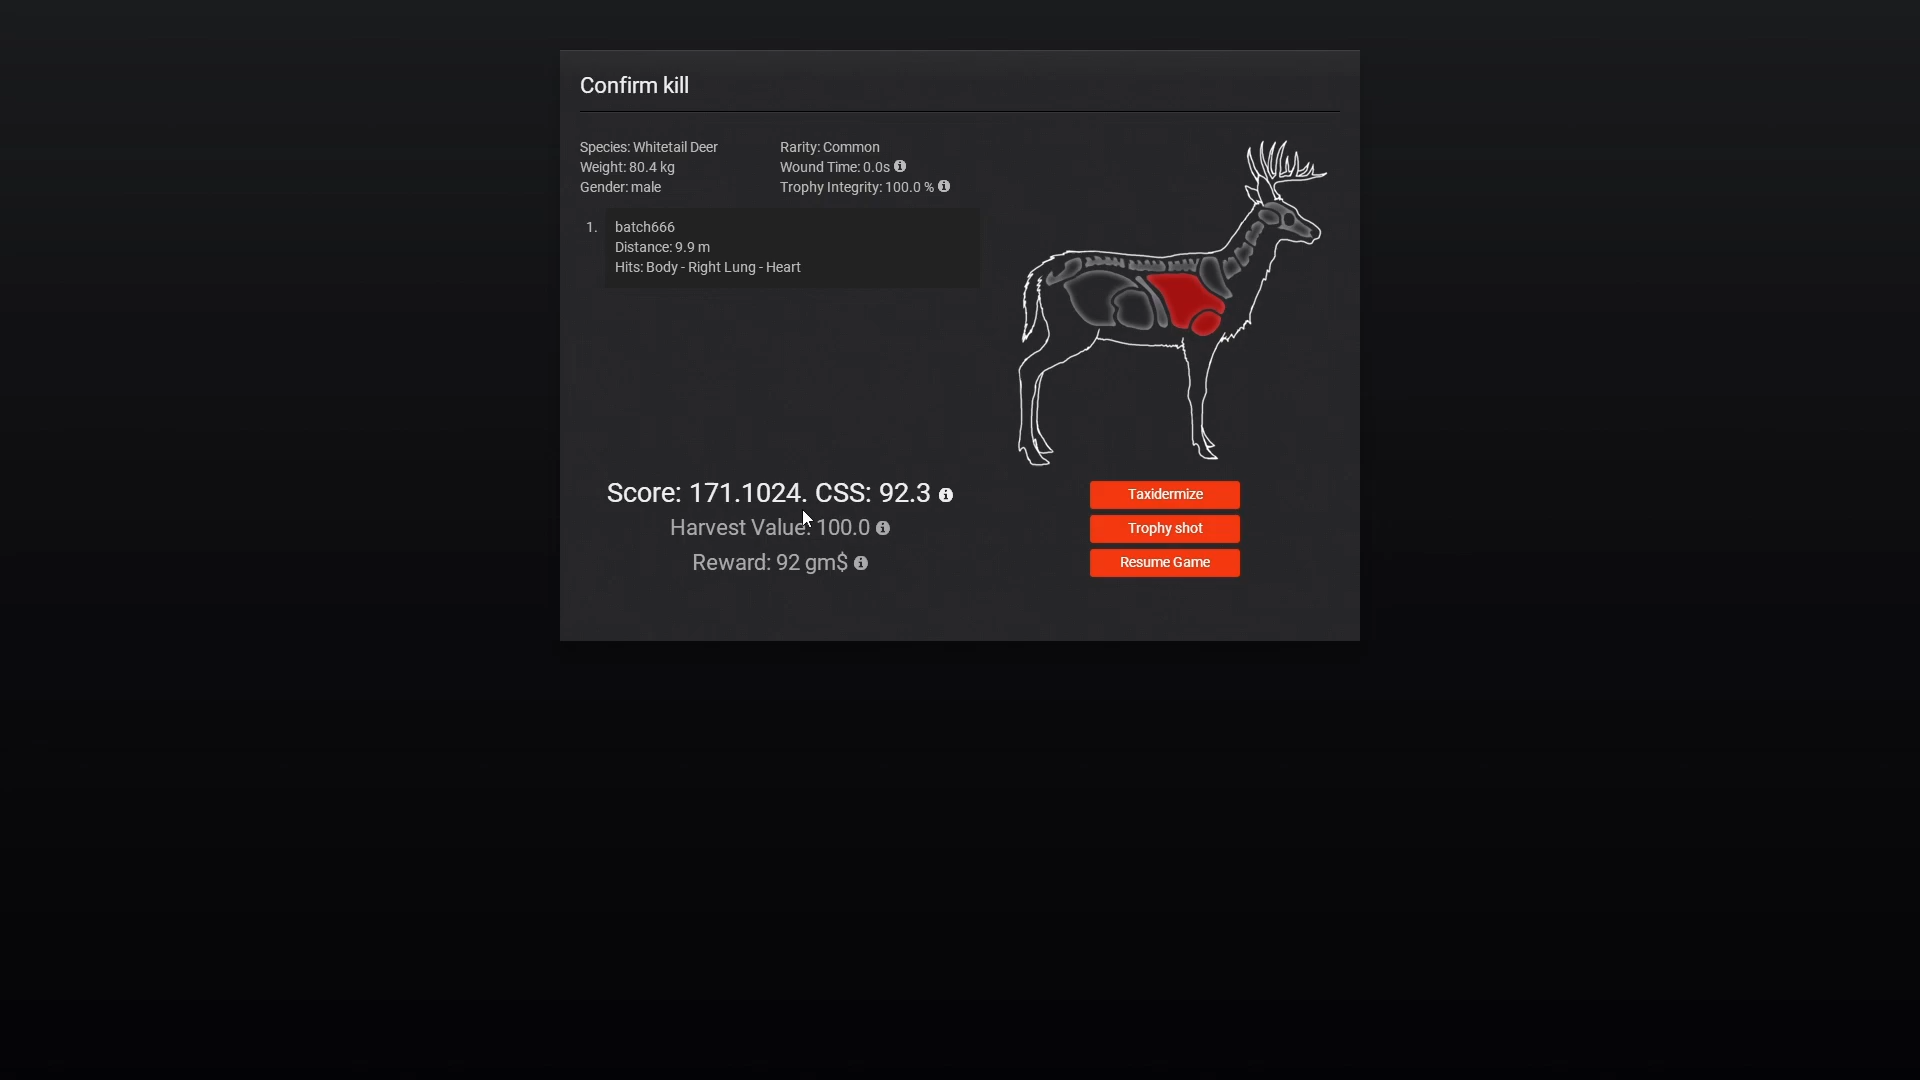 Confirm kill
Species: Whitetail Deer
Weight: 80.4 kg
Gender: male
Rarity: Common
Wound Time: 0.0s
Trophy Integrity: 100.0 %
1.
batch666
Distance: 9.9 m
Hits: Body - Right Lung - Heart
Score: 171.1024. CSS: 92.3
Harvest Value: 100.0
Reward: 92 gm$
Taxidermize
Trophy shot
Resume Game